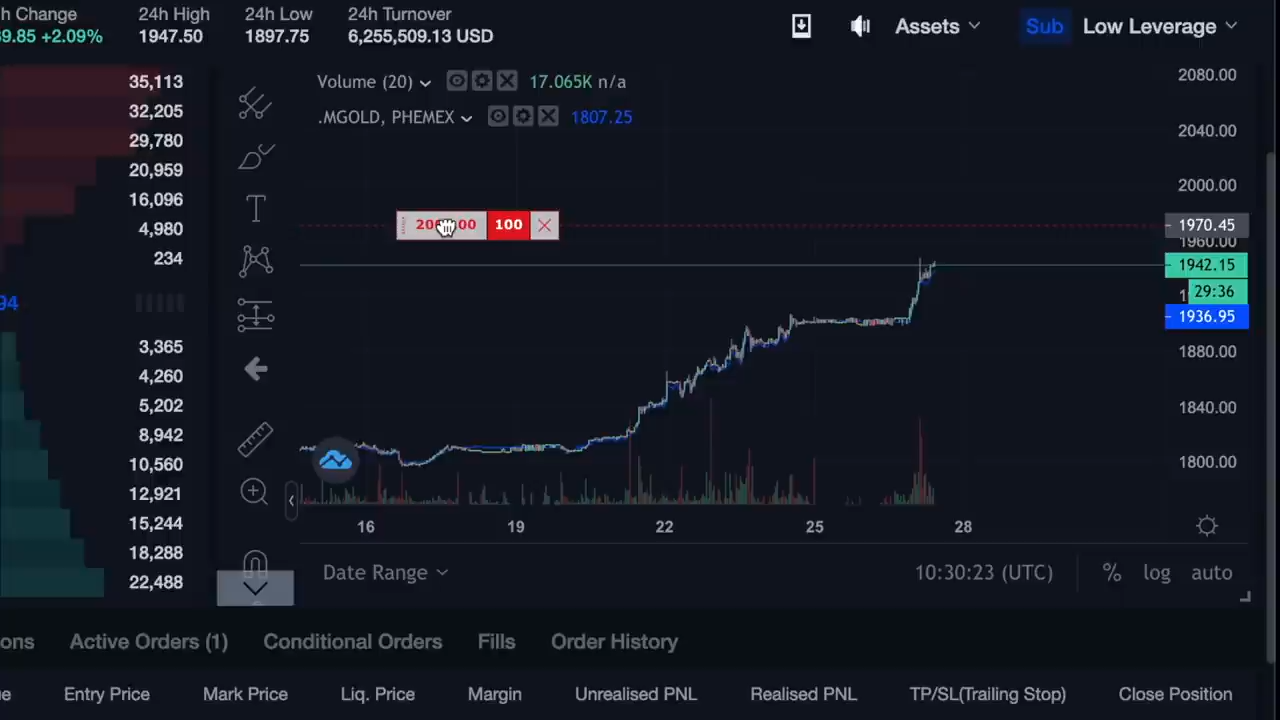 h Change 24h High 24h Low 24h Turnover
9.85 +2.09% 1947.50 1897.75 6,255,509.13 USD
Assets Sub Low Leverage
35,113
32,205
29,780
20,959
16,096
4,980
234
94
3,365
4,260
5,202
8,942
10,560
12,921
15,244
18,288
22,488
T
Volume (20) 17.065K n/a
.MGOLD, PHEMEX 1807.25
100
2080.00
2040.00
2000.00
1970.45
1960.00
1942.15
29:36
1936.95
1880.00
1840.00
1800.00
16 19 22 25 28
Date Range 10:30:23 (UTC) % log auto
ons Active Orders (1) Conditional Orders Fills Order History
e Entry Price Mark Price Liq. Price Margin Unrealised PNL Realised PNL TP/SL(Trailing Stop) Close Position